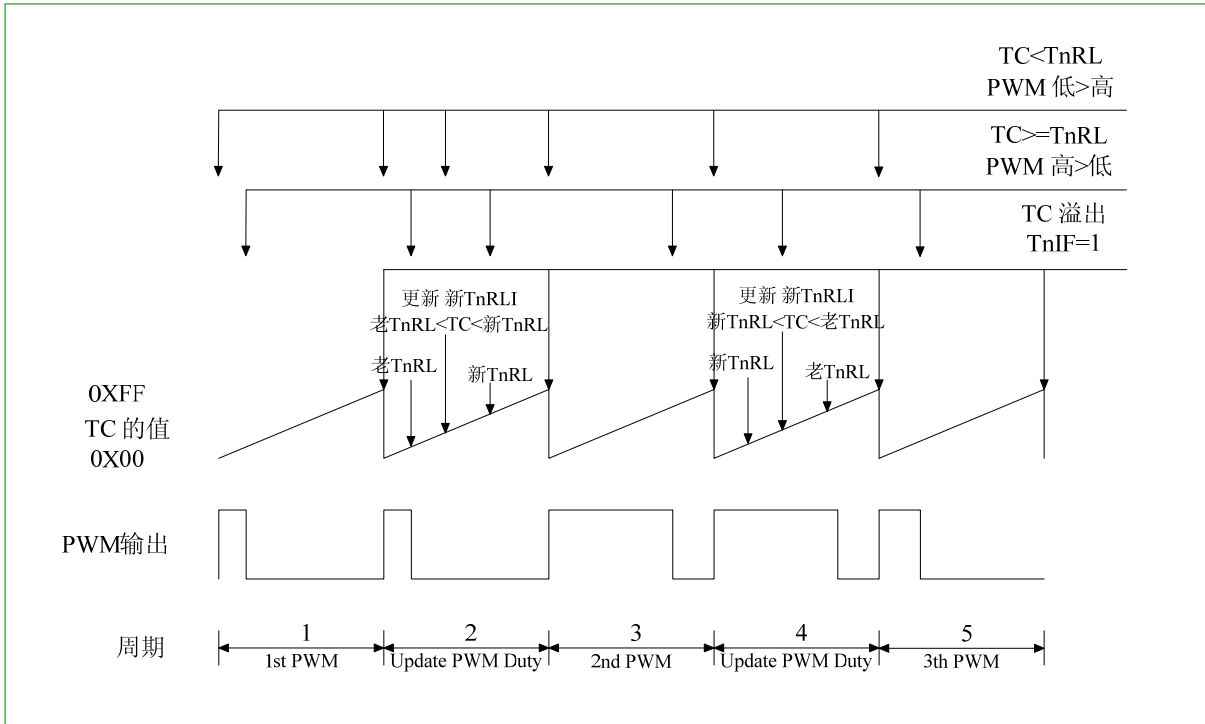 TC<TnRL
PWM 低>高
TC>=TnRL
PWM 高>低
TC 溢出
TnIF=1
更新 新TnRLI
老TnRL<TC<新TnRL
老TnRL
新TnRL
更新 新TnRLI
新TnRL<TC<老TnRL
新TnRL
老TnRL
0XFF
TC 的值
0X00
PWM输出
周期
1
2
3
4
5
1st PWM
Update PWM Duty
2nd PWM
Update PWM Duty
3th PWM